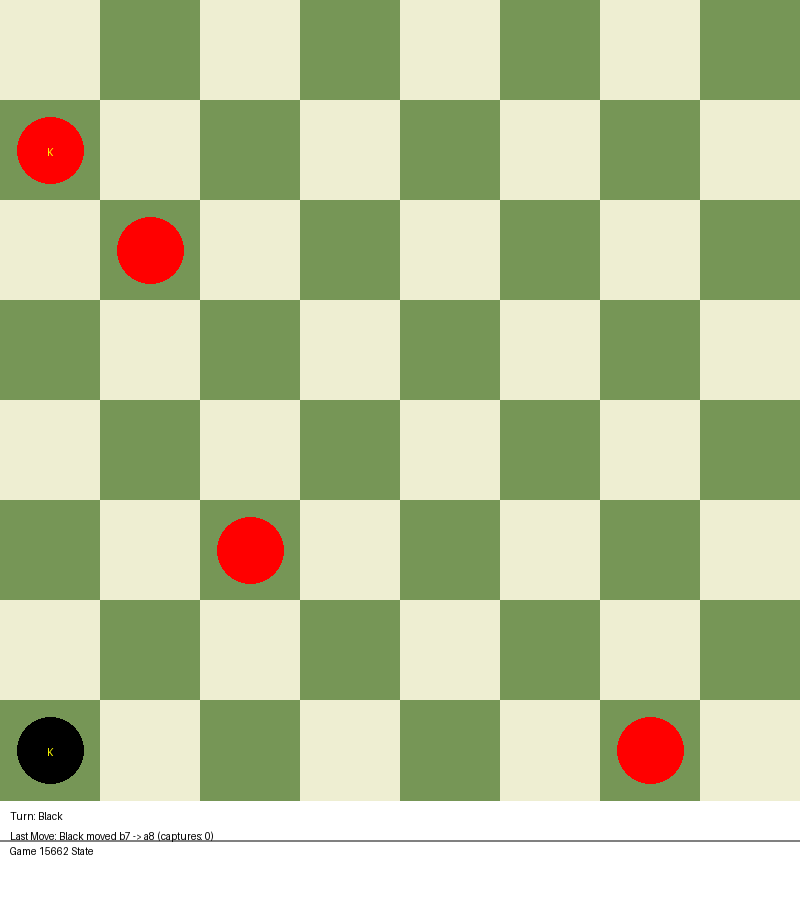 K
K
Turn: Black
Last Move: Black moved b7 -> a8 (captures: 0)
Game 15662 State